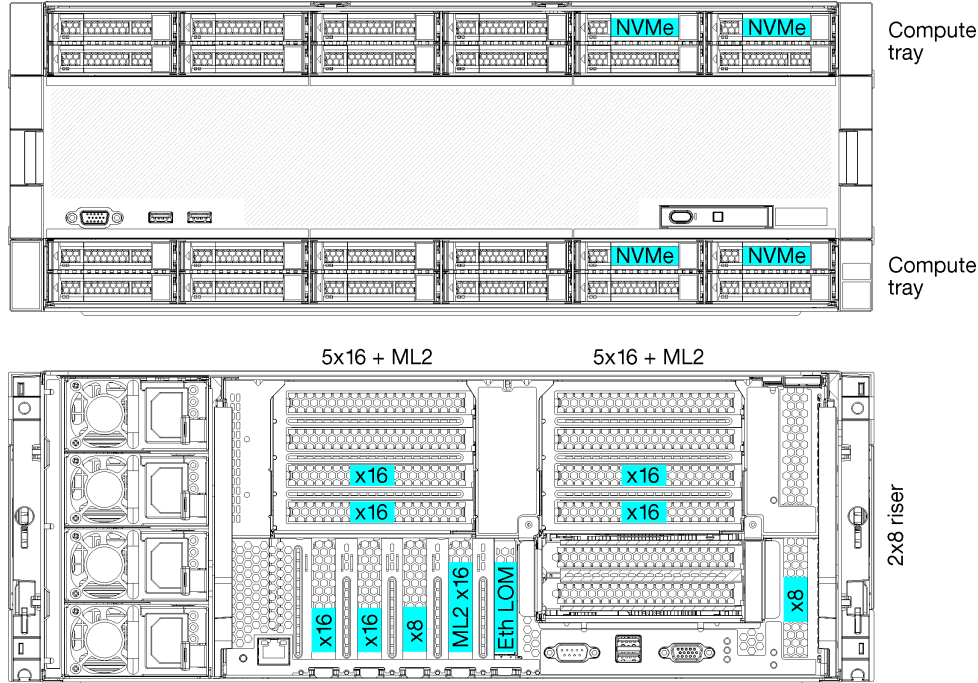 NVMe NVMe
Compute
tray
NVMe NVMe
Compute
tray
5x16 + ML2 5x16 + ML2
x16 x16
x16 x16
x16 x16 x8 ML2 x16 Eth LOM x8
2x8 riser